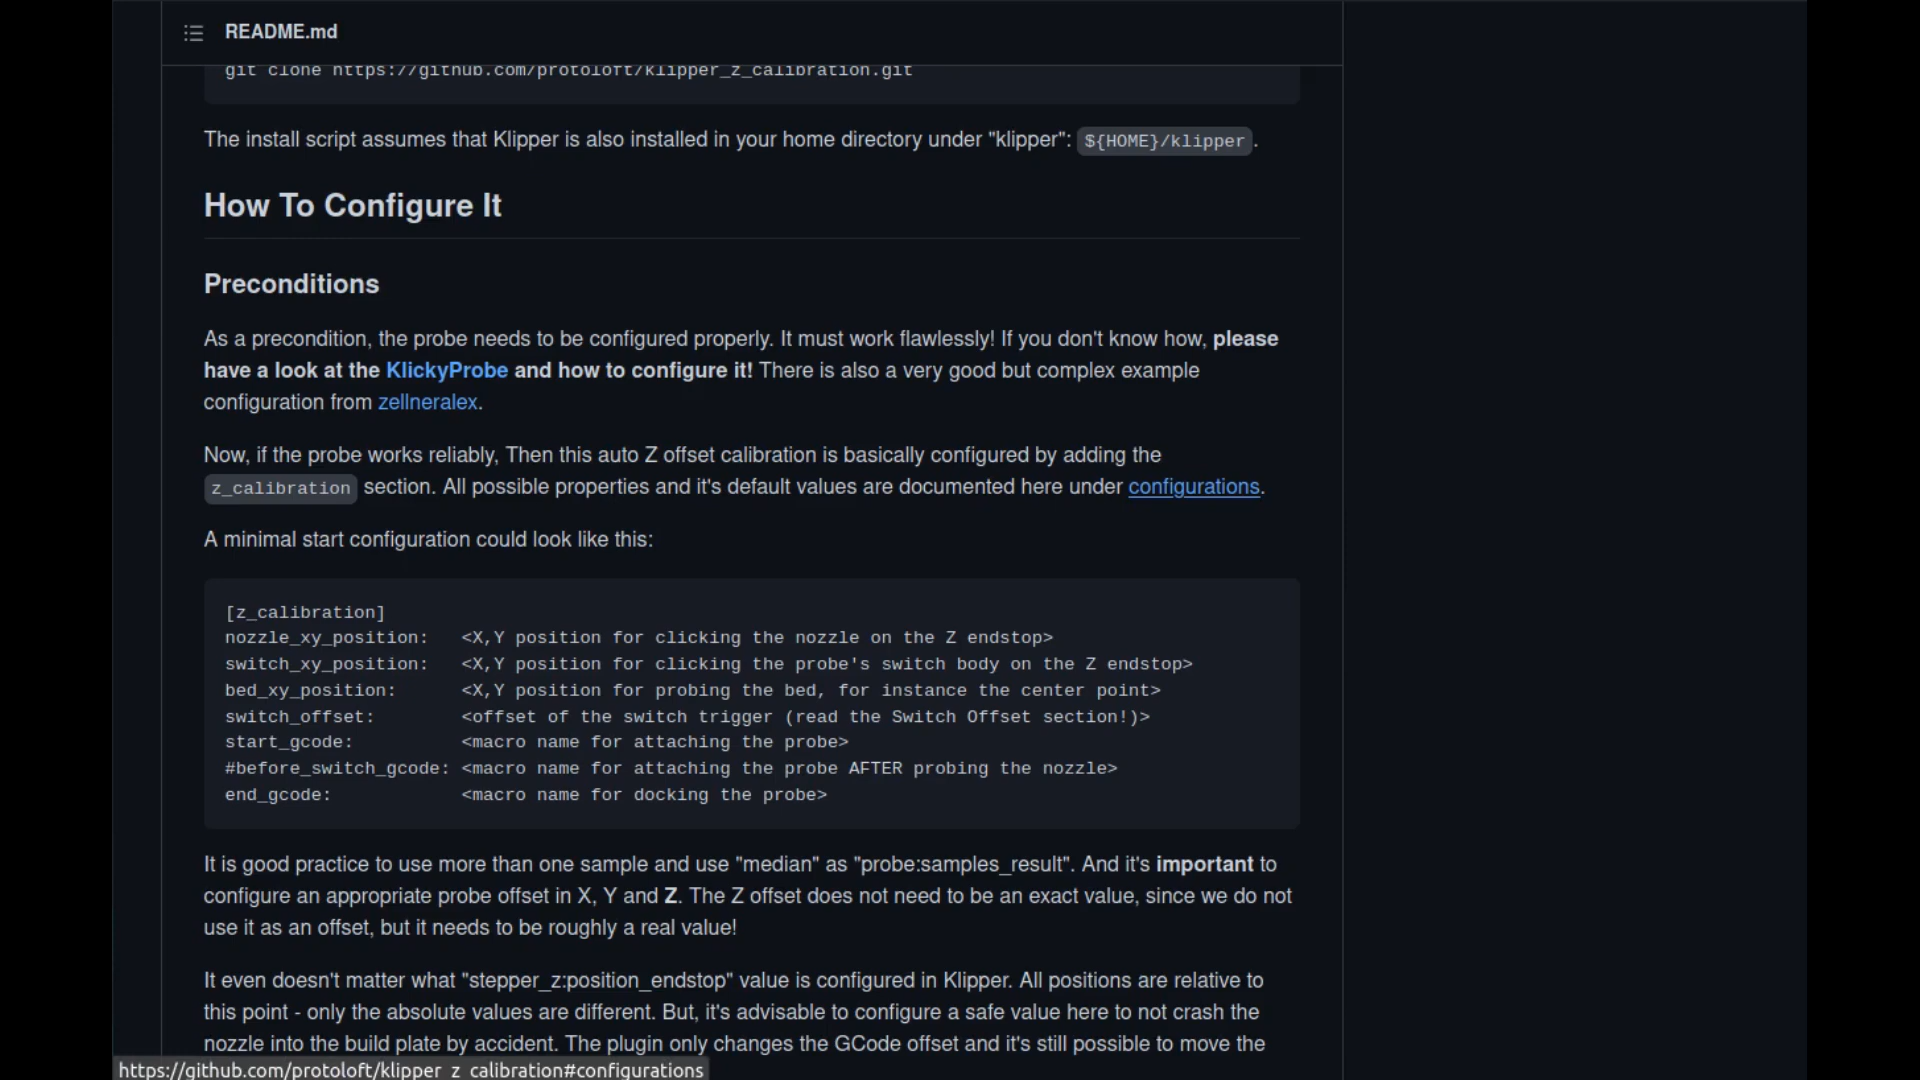 README.md
git clone https://github.com/protoloft/klipper_z_calibration.git
The install script assumes that Klipper is also installed in your home directory under "klipper": ${HOME}/klipper.
How To Configure It
Preconditions
As a precondition, the probe needs to be configured properly. It must work flawlessly! If you don't know how, please
have a look at the KlickyProbe and how to configure it! There is also a very good but complex example
configuration from zellneralex.
Now, if the probe works reliably, Then this auto Z offset calibration is basically configured by adding the
z_calibration section. All possible properties and it's default values are documented here under configurations.
A minimal start configuration could look like this:
[z_calibration]
nozzle_xy_position:   <X,Y position for clicking the nozzle on the Z endstop>
switch_xy_position:   <X,Y position for clicking the probe's switch body on the Z endstop>
bed_xy_position:      <X,Y position for probing the bed, for instance the center point>
switch_offset:        <offset of the switch trigger (read the Switch Offset section!)>
start_gcode:          <macro name for attaching the probe>
#before_switch_gcode: <macro name for attaching the probe AFTER probing the nozzle>
end_gcode:            <macro name for docking the probe>
It is good practice to use more than one sample and use "median" as "probe:samples_result". And it's important to
configure an appropriate probe offset in X, Y and Z. The Z offset does not need to be an exact value, since we do not
use it as an offset, but it needs to be roughly a real value!
It even doesn't matter what "stepper_z:position_endstop" value is configured in Klipper. All positions are relative to
this point - only the absolute values are different. But, it's advisable to configure a safe value here to not crash the
nozzle into the build plate by accident. The plugin only changes the GCode offset and it's still possible to move the
https://github.com/protoloft/klipper_z_calibration#configurations